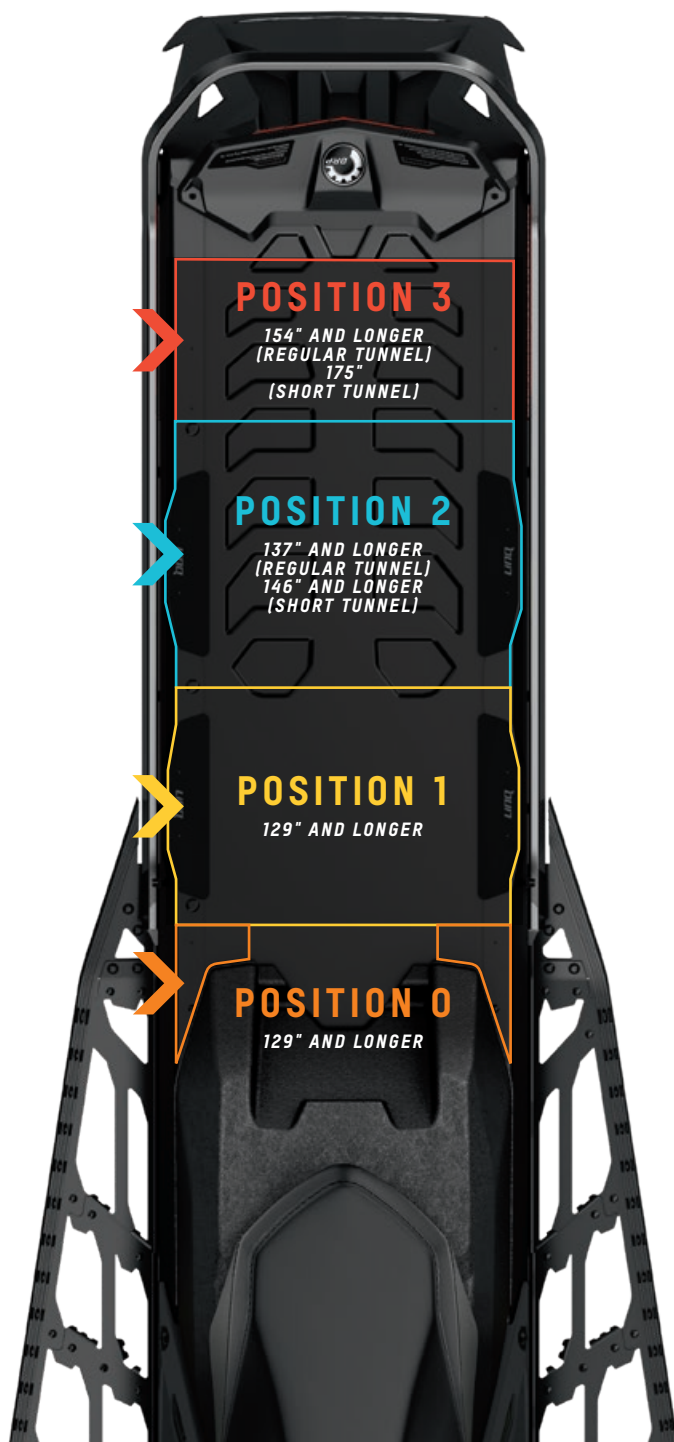 BRP
POSITION 3
154" AND LONGER
(REGULAR TUNNEL)
175"
(SHORT TUNNEL)
POSITION 2
137" AND LONGER
(REGULAR TUNNEL)
146" AND LONGER
(SHORT TUNNEL)
POSITION 1
129" AND LONGER
POSITION 0
129" AND LONGER